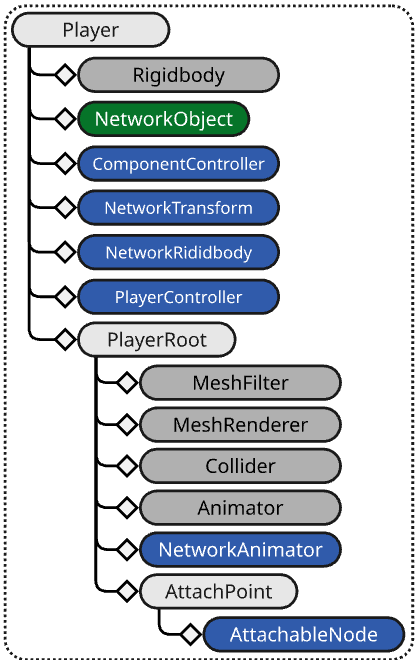 Player
Rigidbody
NetworkObject
ComponentController
NetworkTransform
NetworkRididbody
PlayerController
PlayerRoot
MeshFilter
MeshRenderer
Collider
Animator
NetworkAnimator
AttachPoint
AttachableNode